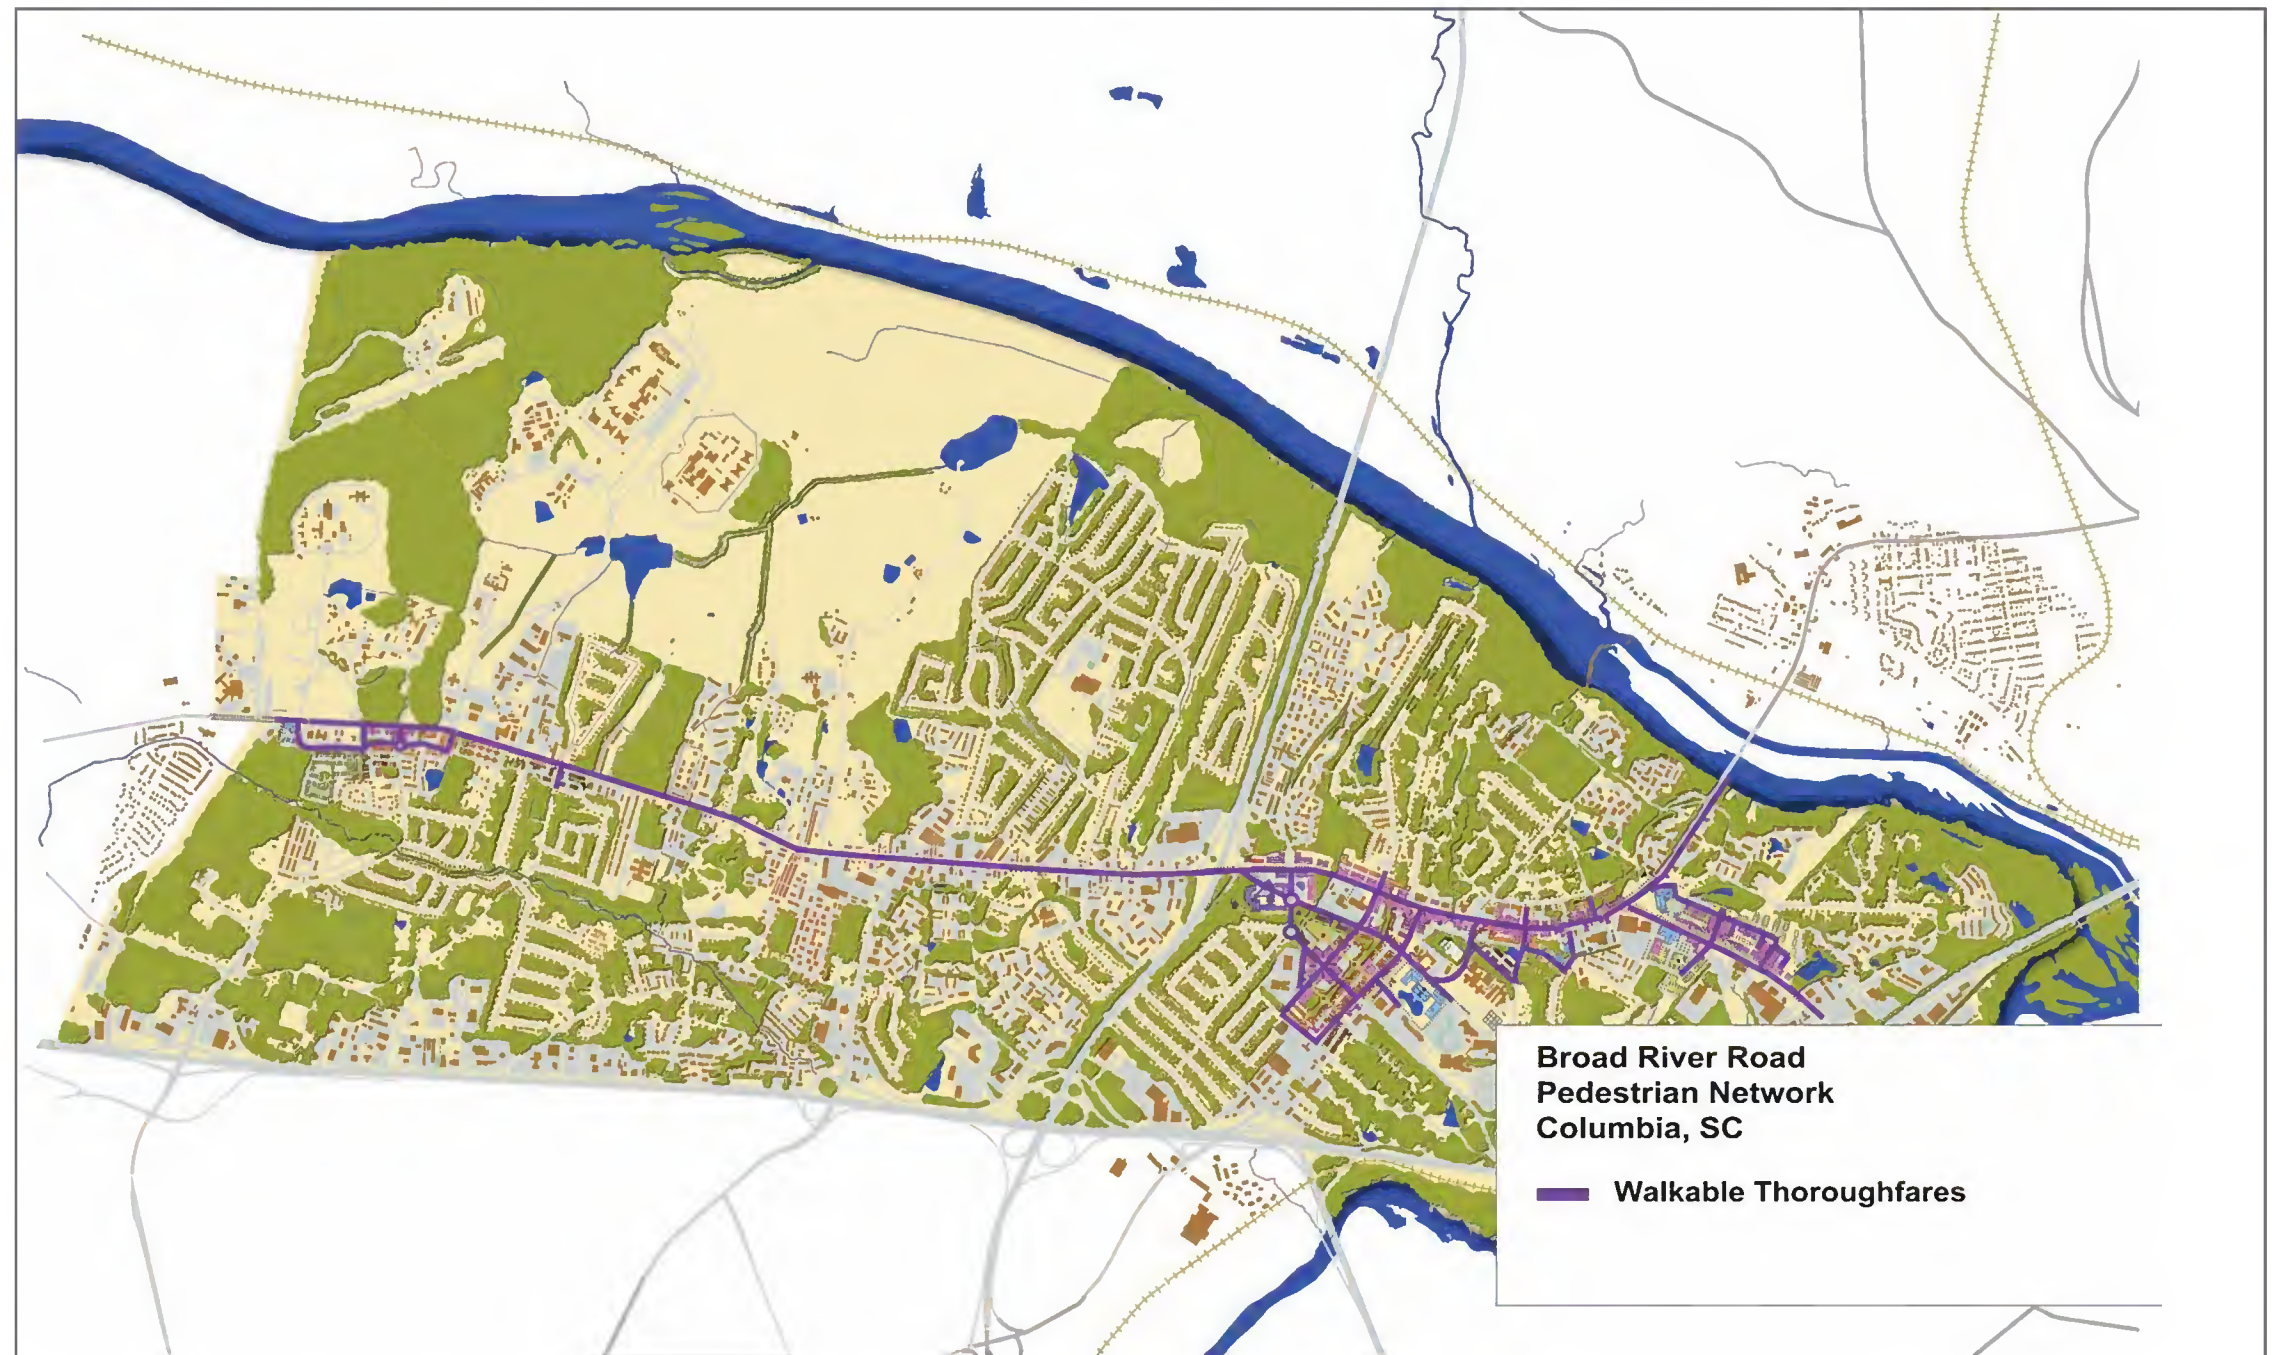 Broad River Road
Pedestrian Network
Columbia, SC
Walkable Thoroughfares